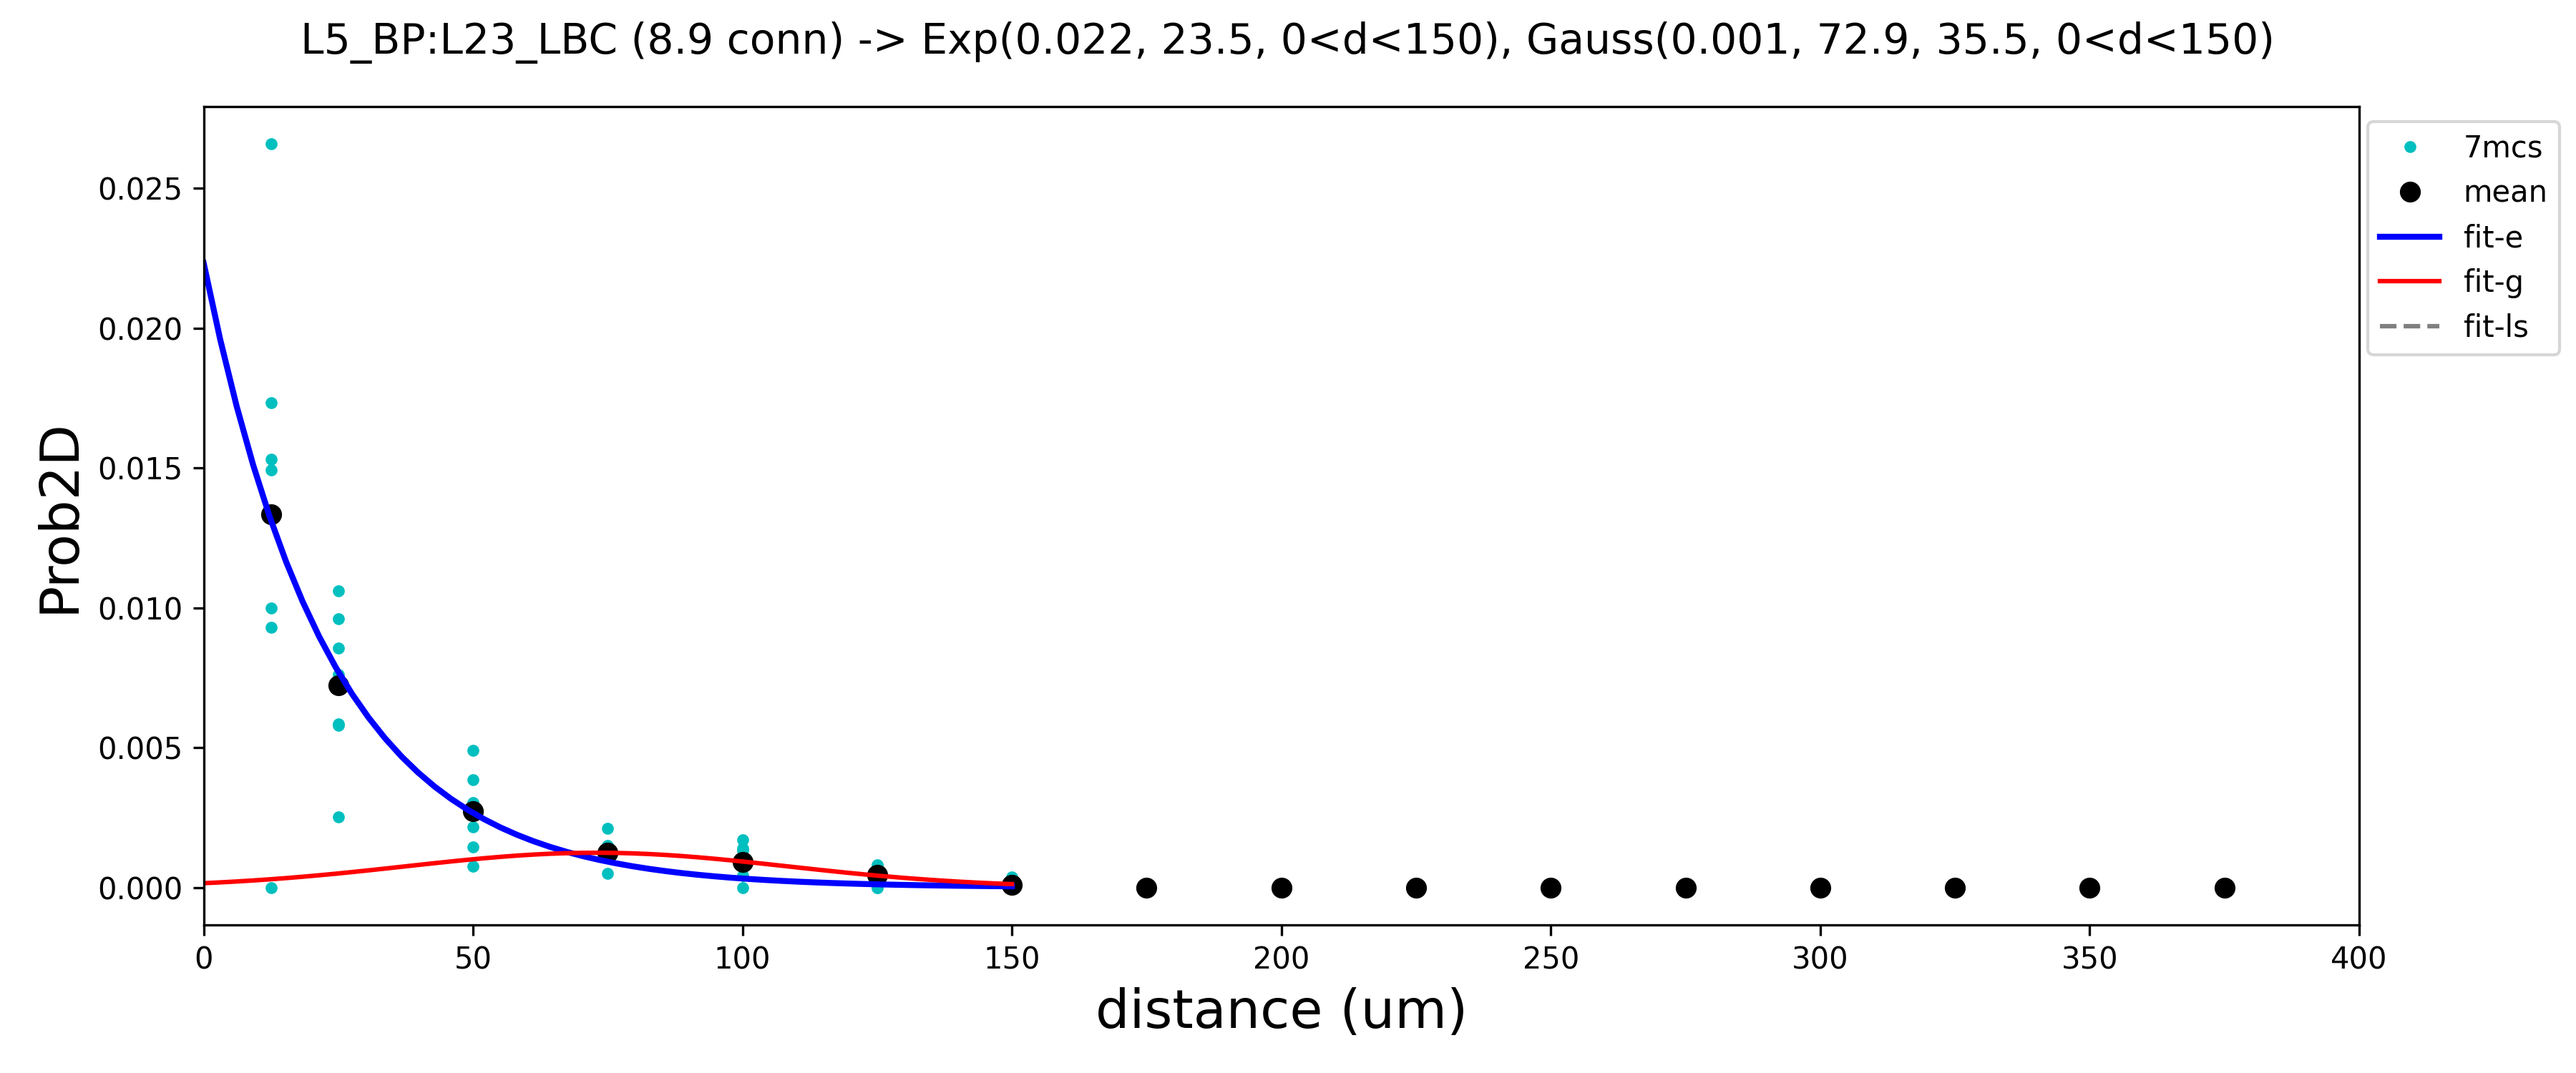 L5_BP:L23_LBC (8.9 conn) -> Exp(0.022, 23.5, 0<d<150), Gauss(0.001, 72.9, 35.5, 0<d<150)
Prob2D
0.025
0.020
0.015
0.010
0.005
0.000
0 50 100 150 200 250 300 350 400
distance (um)
7mcs
mean
fit-e
fit-g
fit-ls